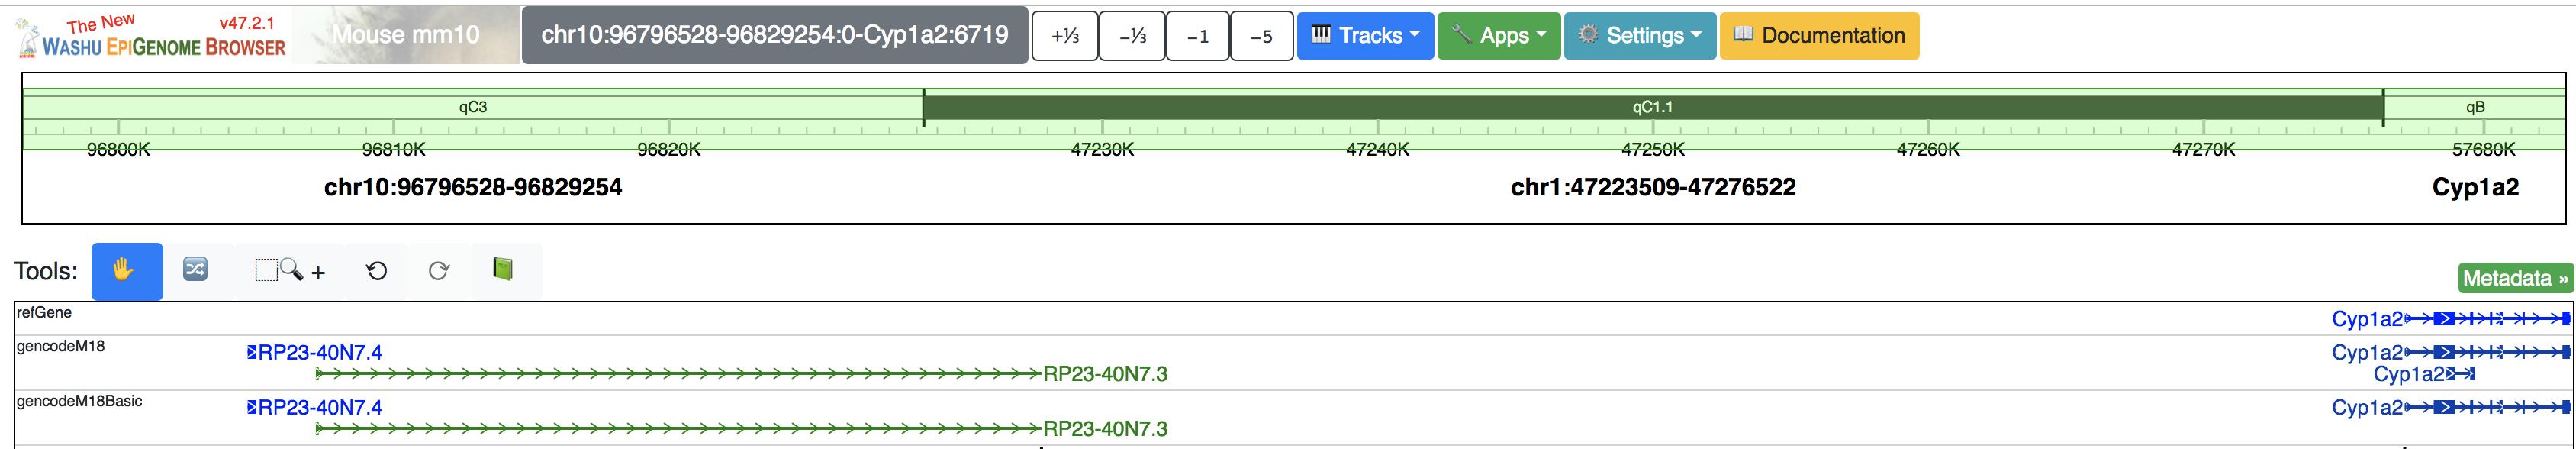 The New v47.2.1
WASHU EPIGENOME BROWSER
Mouse mm10
chr10:96796528-96829254:0-Cyp1a2:6719
+⅓ -⅓ -1 -5
Tracks Apps Settings Documentation
qC3 qC1.1 qB
96800K 96810K 96820K 47230K 47240K 47250K 47260K 47270K 57680K
chr10:96796528-96829254 chr1:47223509-47276522 Cyp1a2
Tools: +
Metadata »
refGene Cyp1a2
gencodeM18 RP23-40N7.4 Cyp1a2
RP23-40N7.3 Cyp1a2
gencodeM18Basic RP23-40N7.4 Cyp1a2
RP23-40N7.3